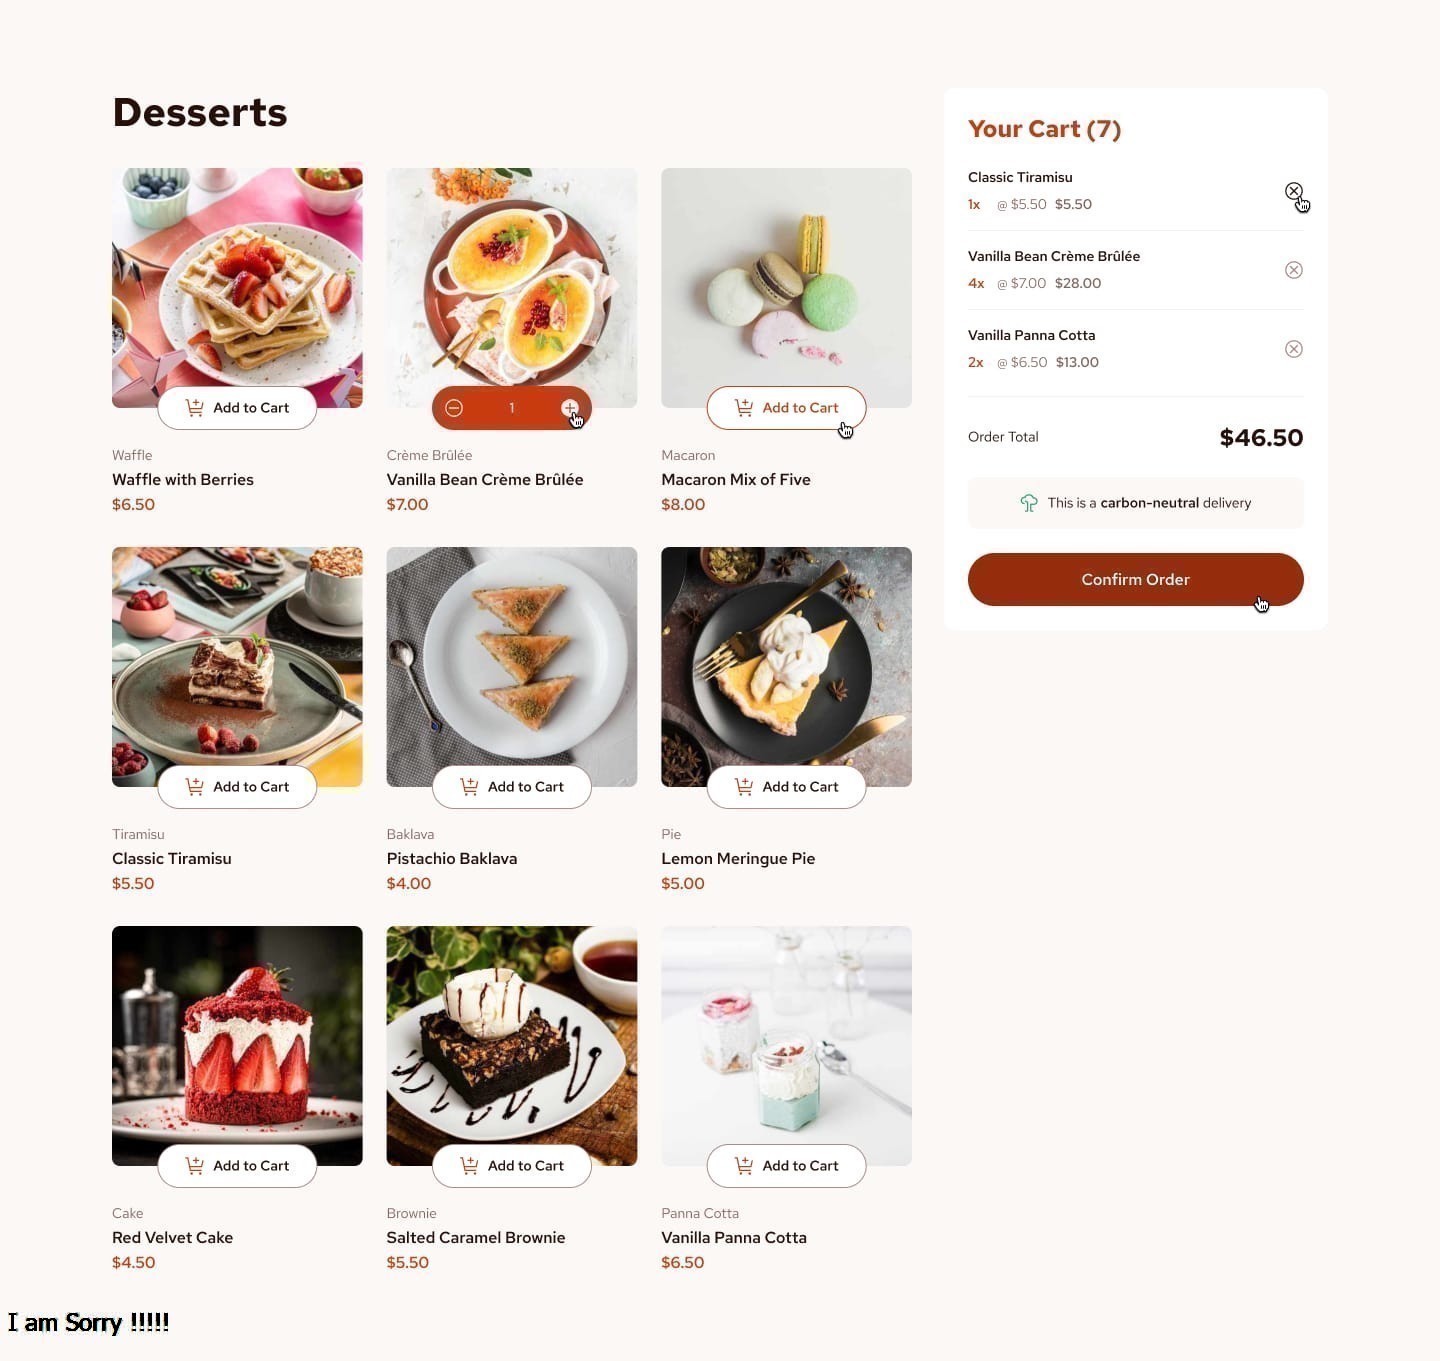 Desserts
Add to Cart
Waffle
Waffle with Berries
$6.50
1
Crème Brûlée
Vanilla Bean Crème Brûlée
$7.00
Add to Cart
Macaron
Macaron Mix of Five
$8.00
Add to Cart
Tiramisu
Classic Tiramisu
$5.50
Add to Cart
Baklava
Pistachio Baklava
$4.00
Add to Cart
Pie
Lemon Meringue Pie
$5.00
Add to Cart
Cake
Red Velvet Cake
$4.50
Add to Cart
Brownie
Salted Caramel Brownie
$5.50
Add to Cart
Panna Cotta
Vanilla Panna Cotta
$6.50
Your Cart (7)
Classic Tiramisu
1x @ $5.50 $5.50
Vanilla Bean Crème Brûlée
4x @ $7.00 $28.00
Vanilla Panna Cotta
2x @ $6.50 $13.00
Order Total $46.50
This is a carbon-neutral delivery
Confirm Order
I am Sorry !!!!!